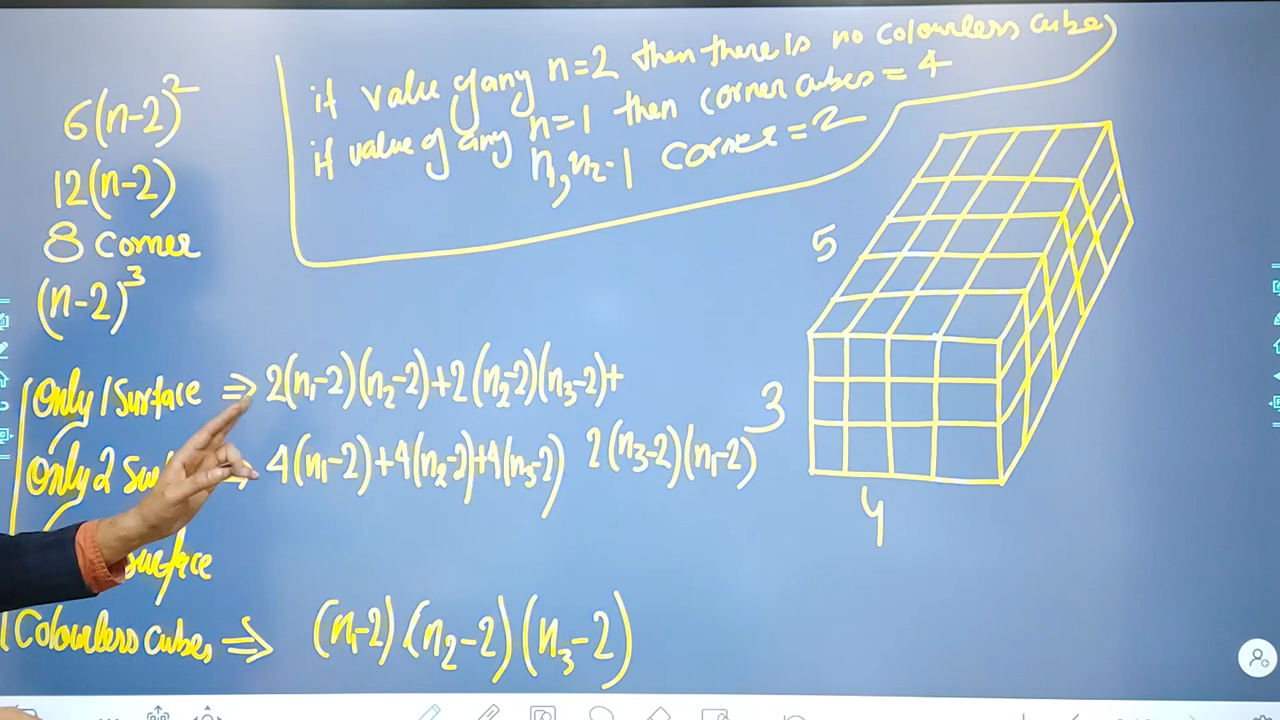 6(n-2)²
12(n-2)
8 Corner
(n-2)³
if value of any n=2 then there is no colourless cube
if value of any n=1 then corner cubes = 4
n₁,n₂=1 corner = 2
Only 1 Surface ⇒ 2(n₁-2)(n₂-2)+2(n₂-2)(n₃-2)+
2(n₃-2)(n₁-2)
Only 2 4(n₁-2)+4(n₂-2)+4(n₃-2)
surface
Colourless cubes ⇒ (n₁-2)(n₂-2)(n₃-2)
5
3
4